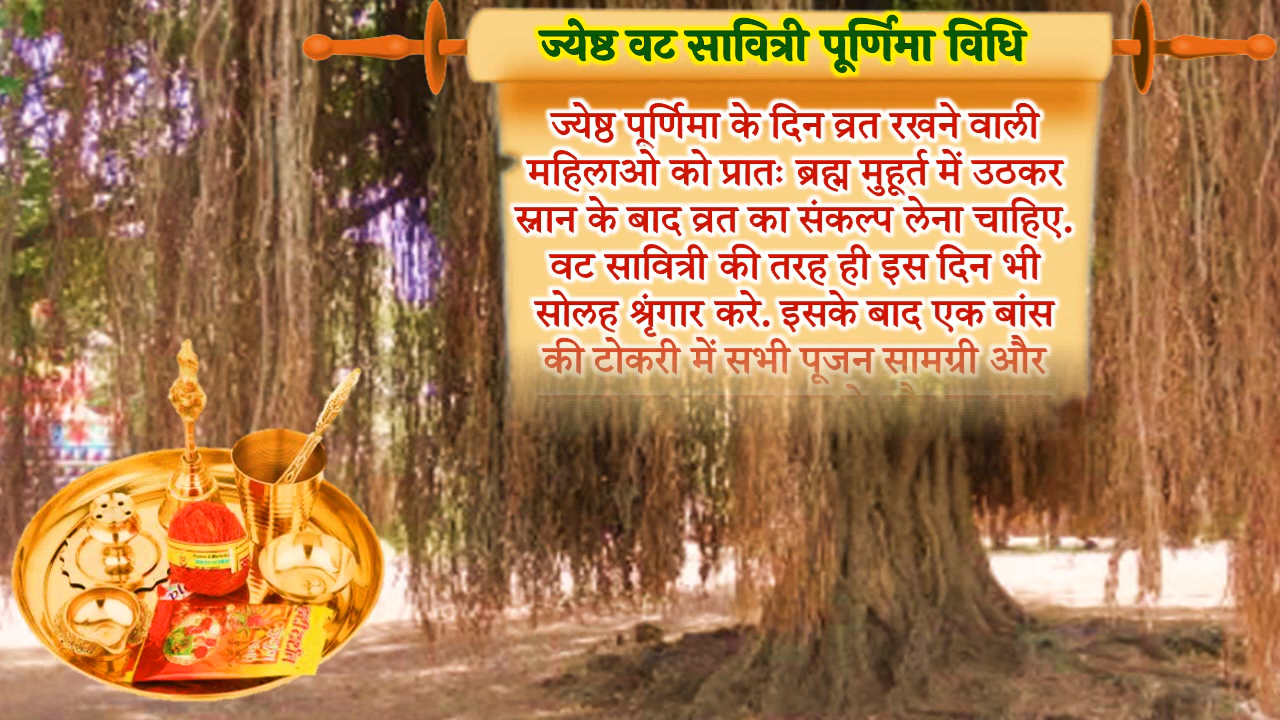 ज्येष्ठ वट सावित्री पूर्णिमा विधि
ज्येष्ठ पूर्णिमा के दिन व्रत रखने वाली
महिलाओ को प्रातः ब्रह्म मुहूर्त में उठकर
स्नान के बाद व्रत का संकल्प लेना चाहिए.
वट सावित्री की तरह ही इस दिन भी
सोलह श्रृंगार करे. इसके बाद एक बांस
की टोकरी में सभी पूजन सामग्री और